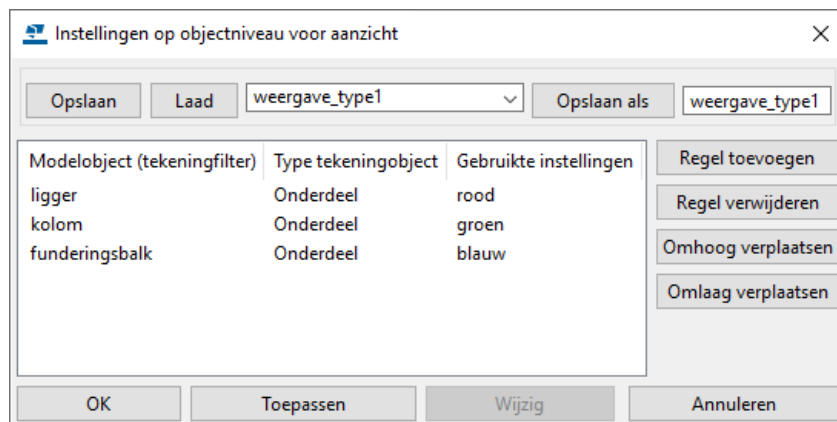 Instellingen op objectniveau voor aanzicht
Opslaan Laad weergave_type1 Opslaan als weergave_type1
Modelobject (tekeningfilter) Type tekeningobject Gebruikte instellingen Regel toevoegen
ligger Onderdeel rood
kolom Onderdeel groen Regel verwijderen
funderingsbalk Onderdeel blauw Omhoog verplaatsen
Omlaag verplaatsen
OK Toepassen Wijzig Annuleren